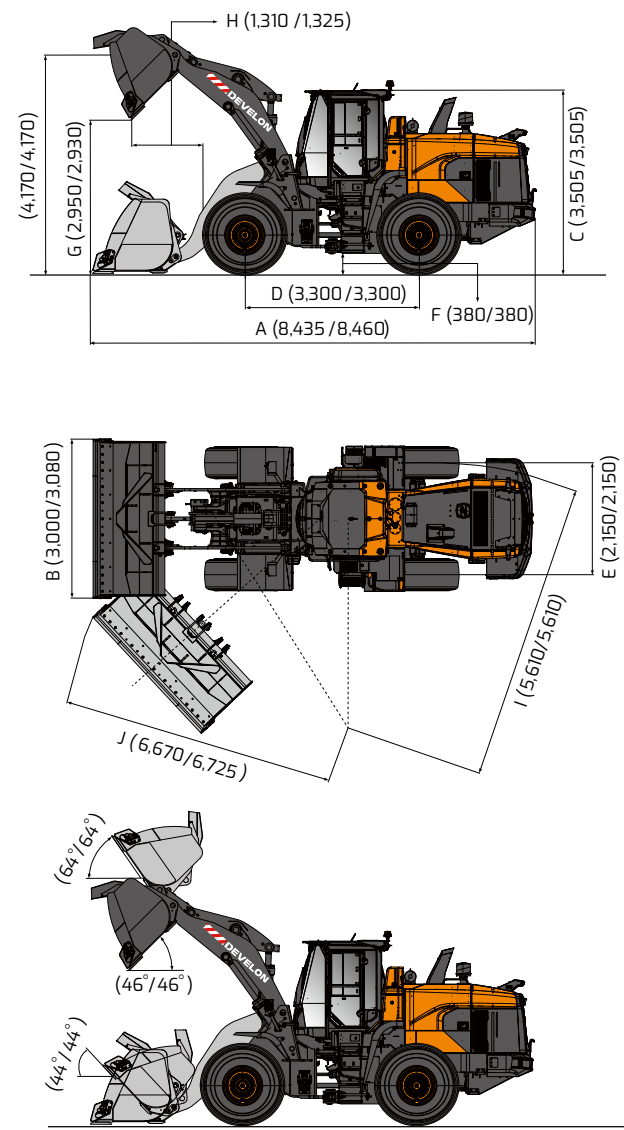 H (1,310 /1,325)
DEVELON
(4,170/4,170)
G (2,950/2,930)
C (3,505/3,505)
D (3,300/3,300)
F (380/380)
A (8,435/8,460)
B (3,000/3,080)
E (2,150/2,150)
I (5,610/5,610)
J (6,670/6,725)
(64°/64°)
DEVELON
(46°/46°)
(44°/44°)